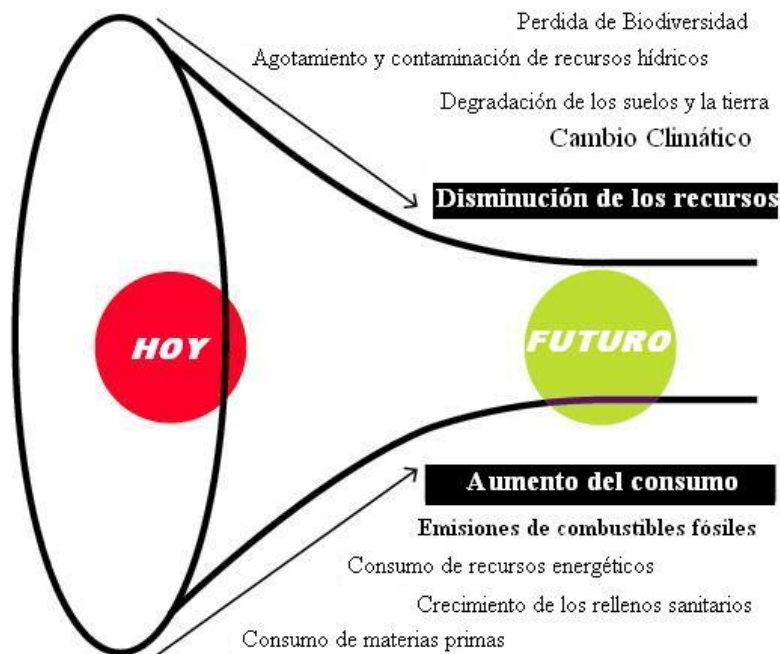 Perdida de Biodiversidad
Agotamiento y contaminación de recursos hídricos
Degradación de los suelos y la tierra
Cambio Climático
Disminución de los recursos
HOY
FUTURO
Aumento del consumo
Emisiones de combustibles fósiles
Consumo de recursos energéticos
Crecimiento de los rellenos sanitarios
Consumo de materias primas